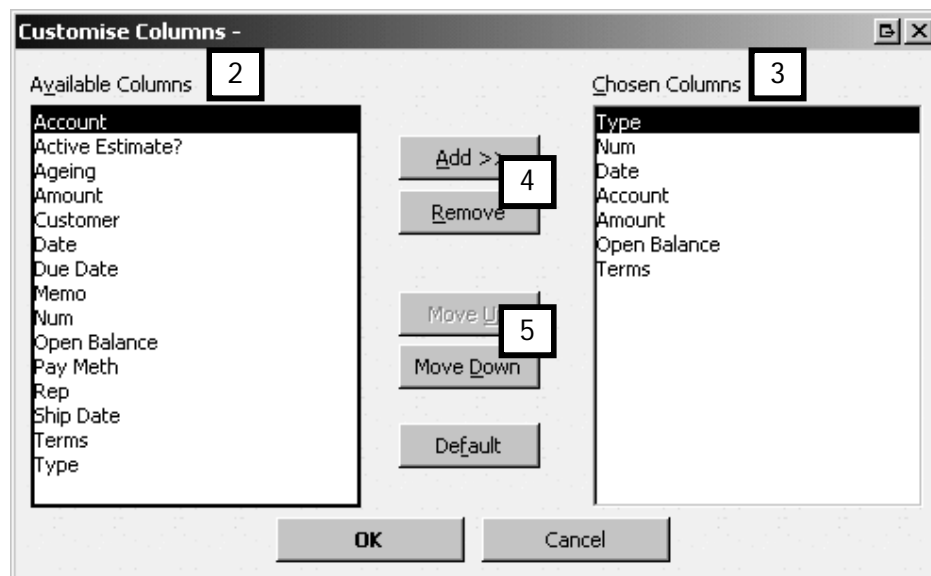 Customise Columns -
Available Columns
2
Chosen Columns
3
Account
Active Estimate?
Ageing
Amount
Customer
Date
Due Date
Memo
Num
Open Balance
Pay Meth
Rep
Ship Date
Terms
Type
Add >>
4
Remove
Move U
5
Move Down
Default
Type
Num
Date
Account
Amount
Open Balance
Terms
OK
Cancel